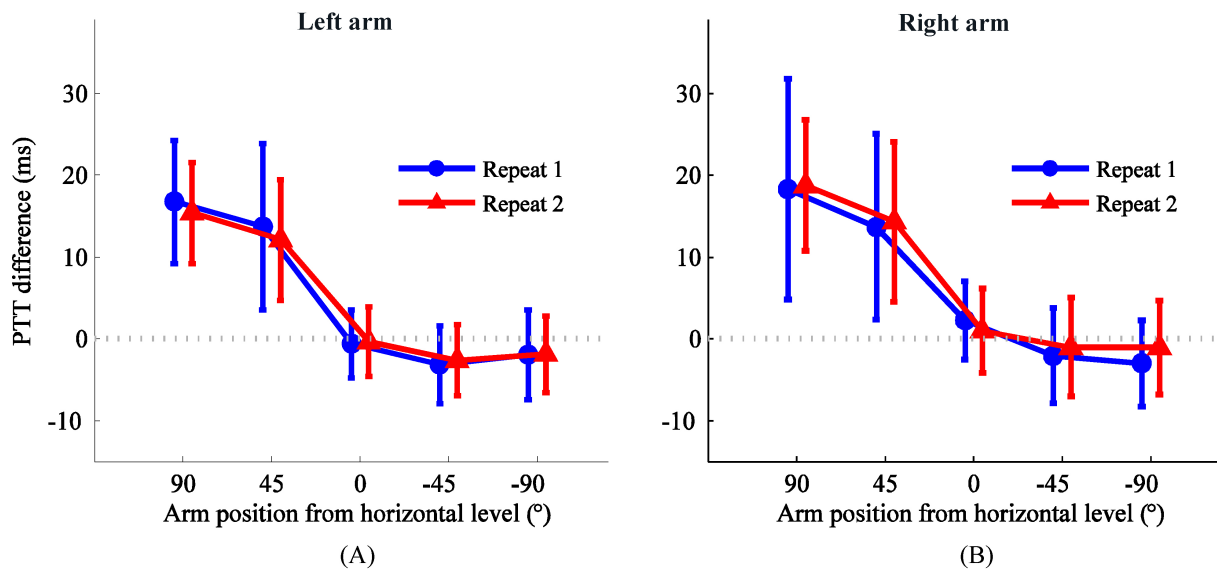 Left arm
PTT difference (ms)
30
20
10
0
-10
Repeat 1
Repeat 2
90 45 0 -45 -90
Arm position from horizontal level (°)
(A)
Right arm
30
20
10
0
-10
Repeat 1
Repeat 2
90 45 0 -45 -90
Arm position from horizontal level (°)
(B)